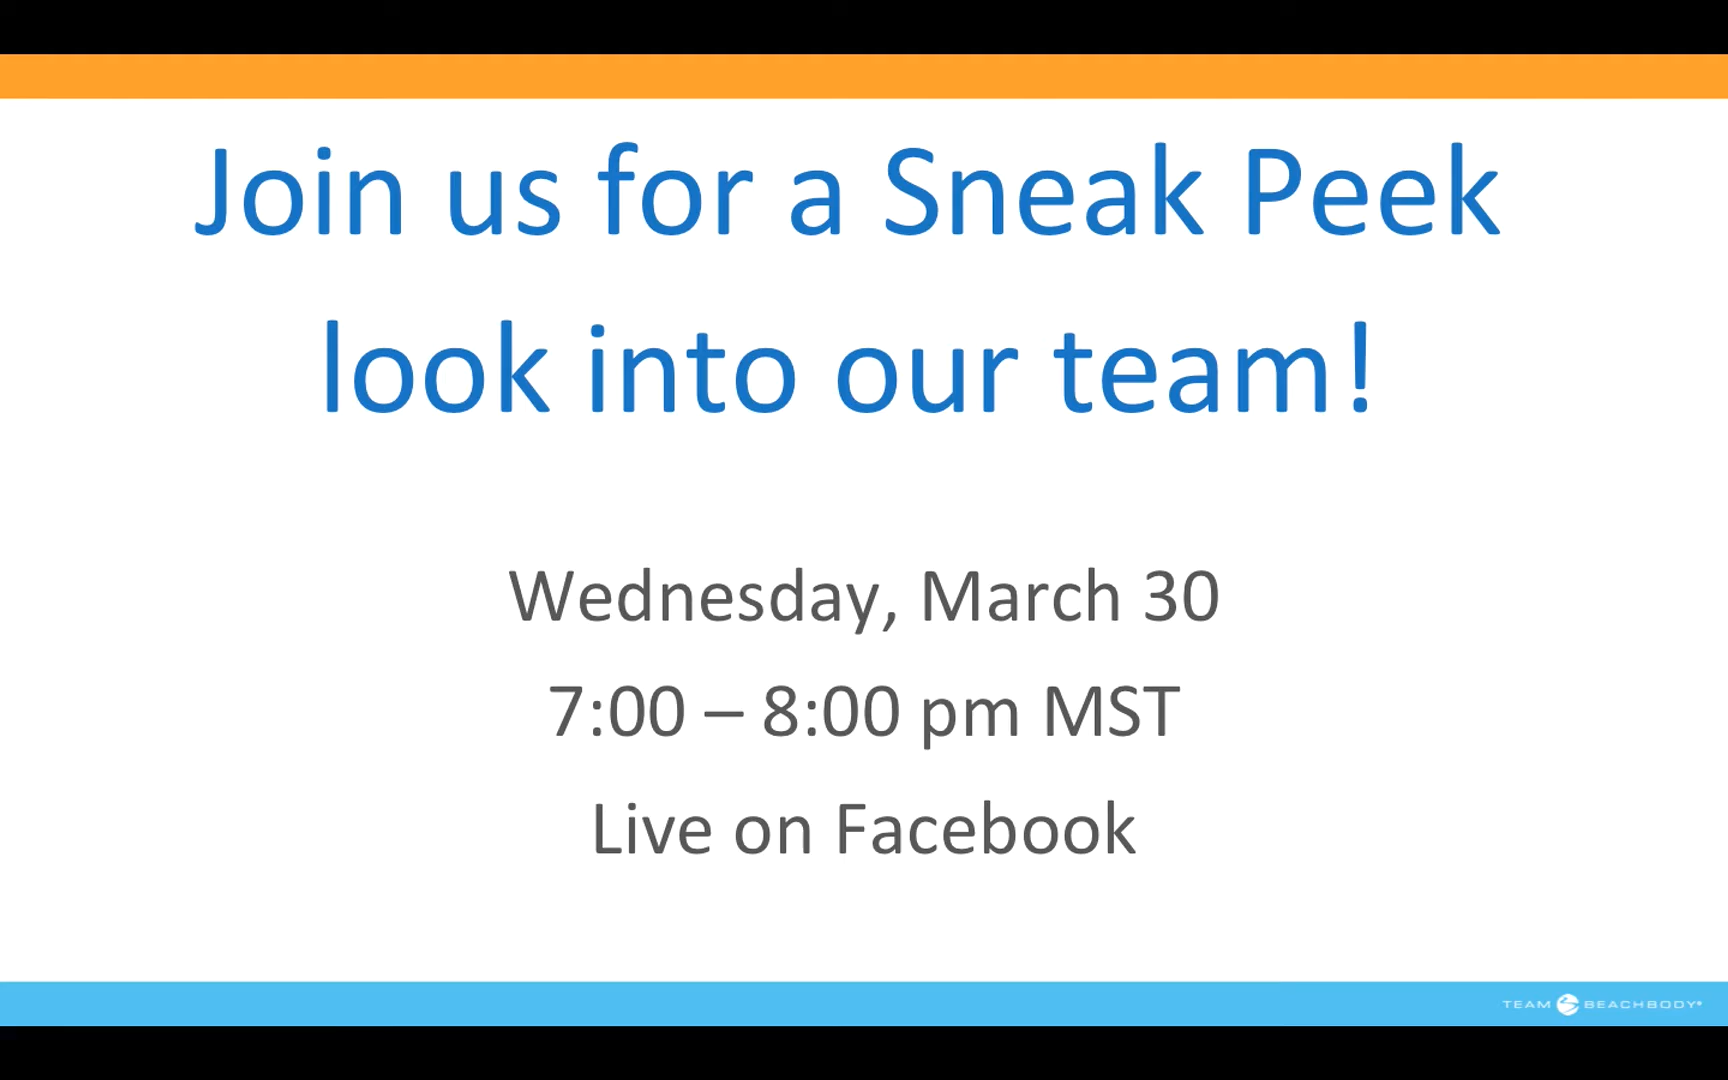 Join us for a Sneak Peek
look into our team!
Wednesday, March 30
7:00 – 8:00 pm MST
Live on Facebook
TEAM BEACHBODY®